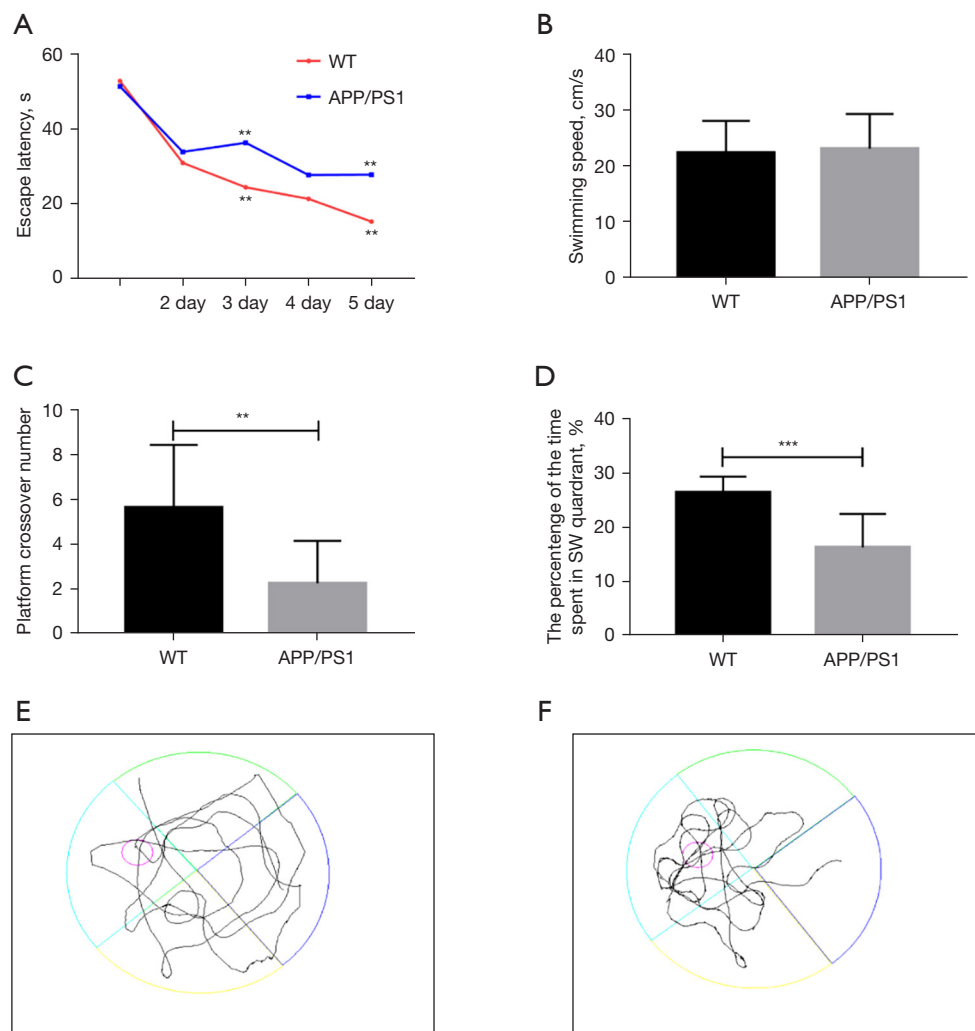 A
Escape latency, s
60
40
20
0
WT
APP/PS1
**
**
**
**
2 day 3 day 4 day 5 day
B
Swimming speed, cm/s
40
30
20
10
0
WT APP/PS1
C
Platform crossover number
10
8
6
4
2
0
**
WT APP/PS1
D
The percentenge of the time
spent in SW quardrant, %
40
30
20
10
0
***
WT APP/PS1
E
F